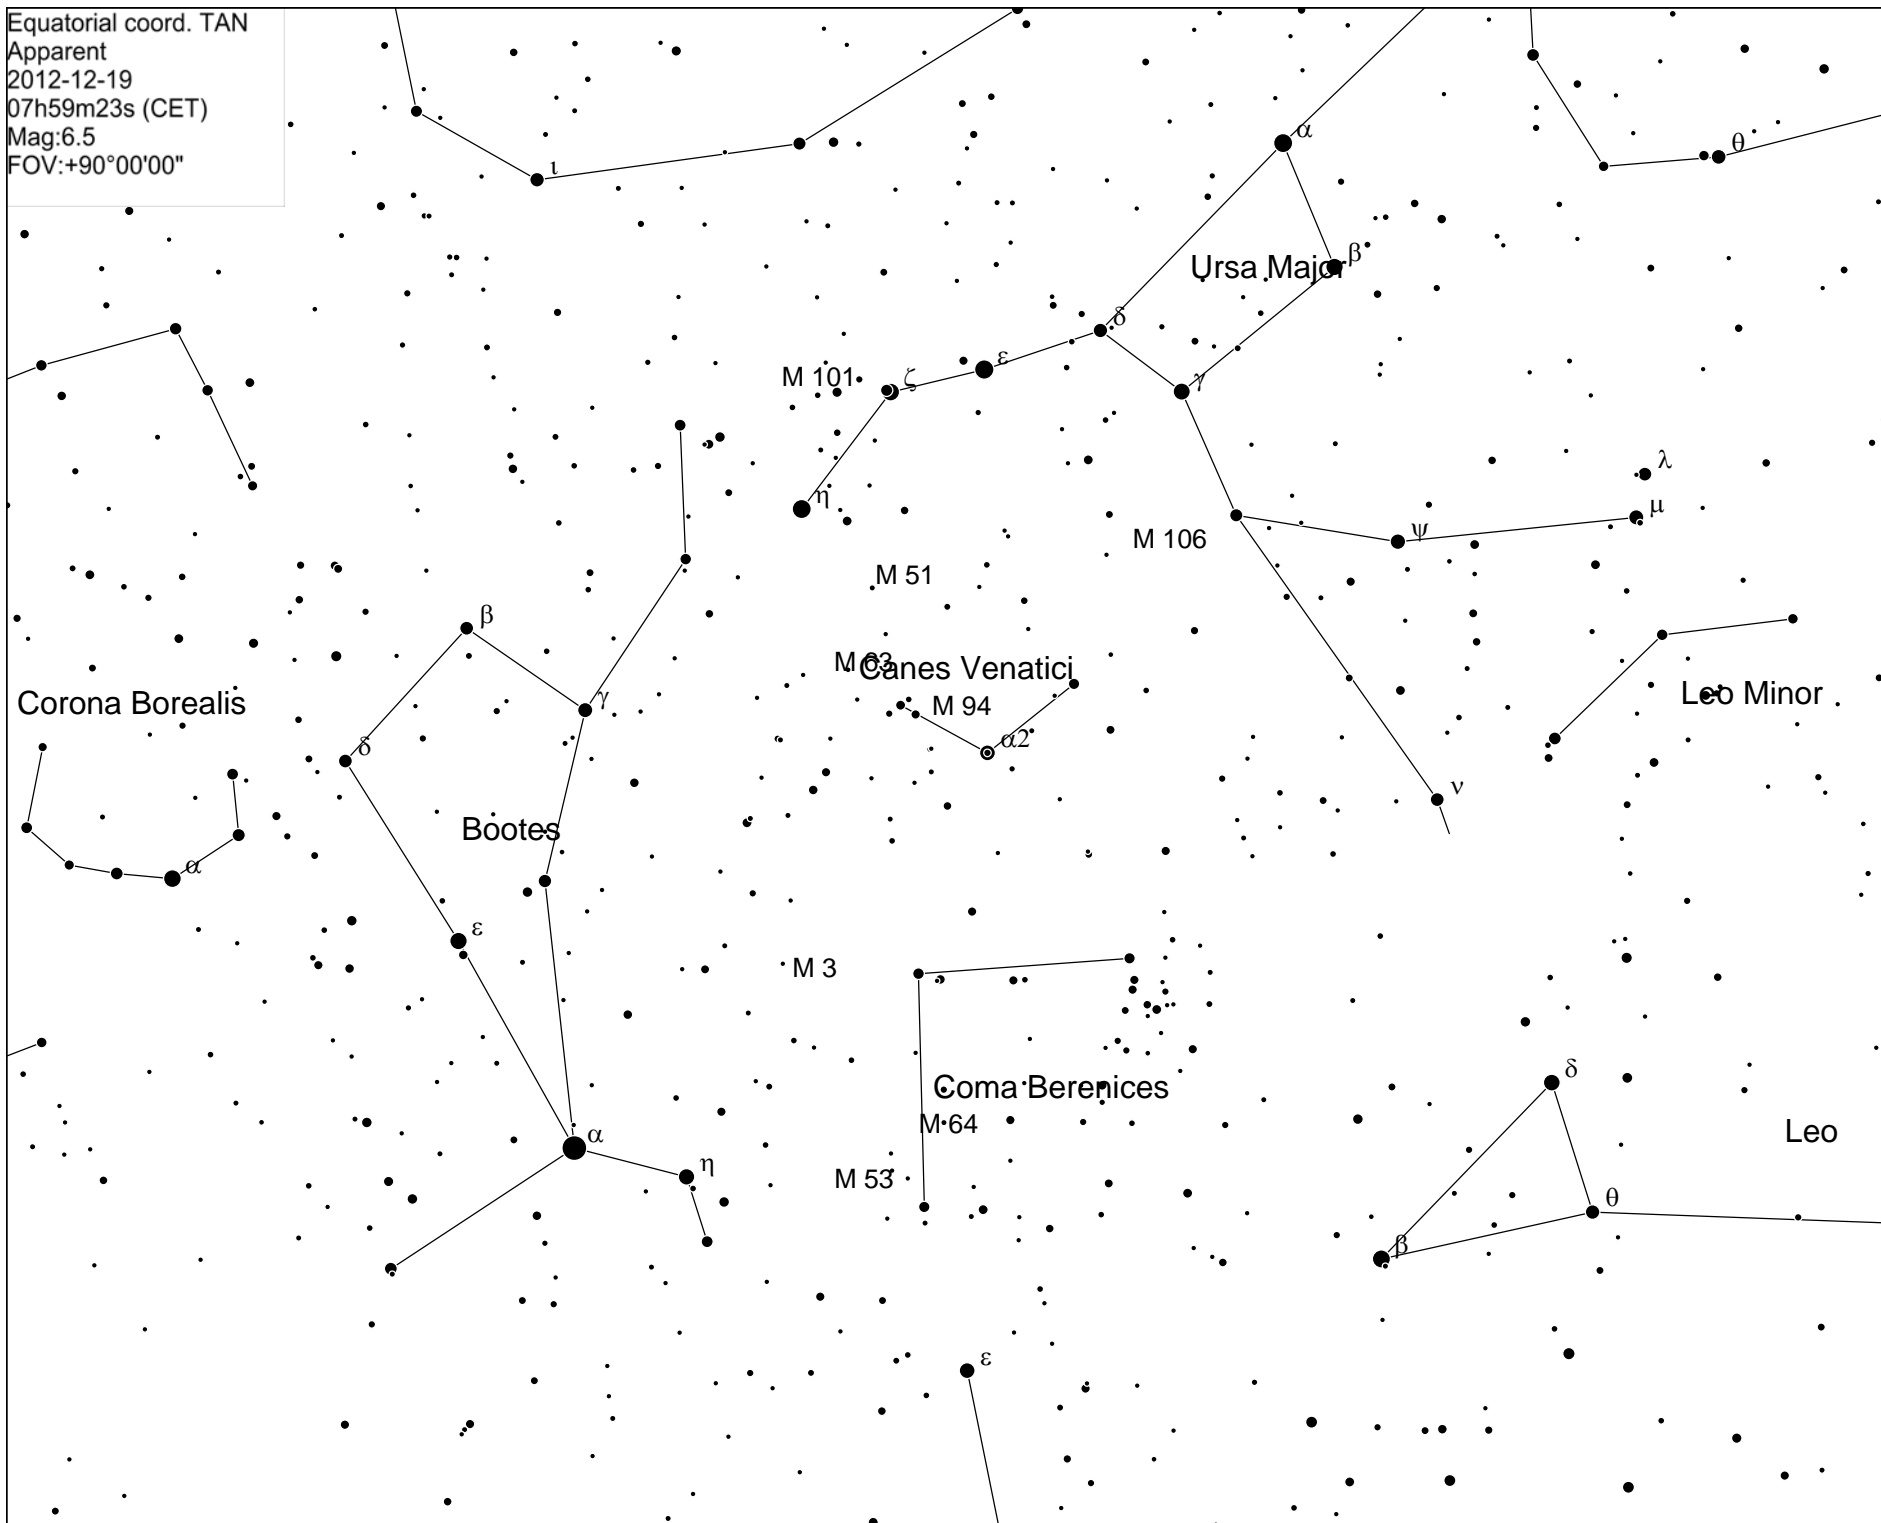 Equatorial coord. TAN
Apparent
2012-12-19
07h59m23s (CET)
Mag:6.5
FOV:+90°00'00"
α
θ
ι
Ursa Major
β
δ
ε
M 101
ζ
γ
λ
η
μ
ψ
M 106
M 51
β
M 63
Canes Venatici
Corona Borealis
γ
M 94
Leo Minor
δ
α2
ν
Bootes
α
ε
M 3
δ
Coma Berenices
M 64
Leo
α
η
M 53
θ
β
ε